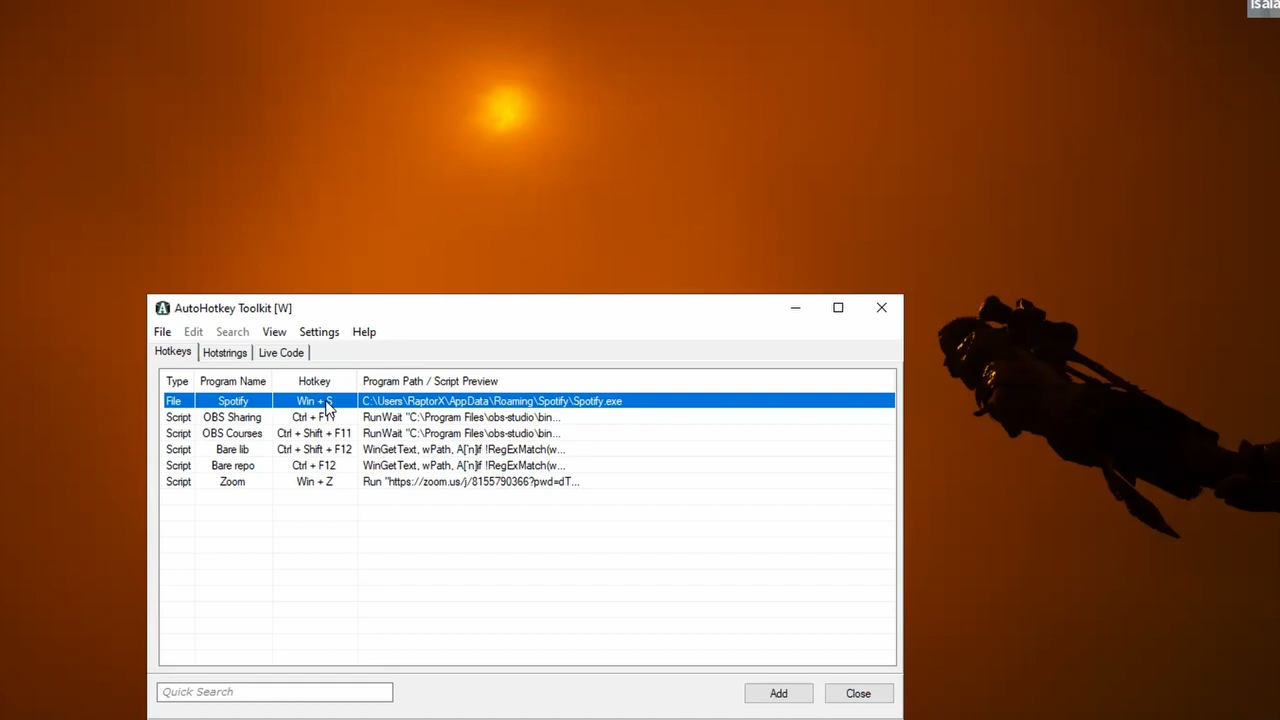 Isaia
AutoHotkey Toolkit [W]
File Edit Search View Settings Help
Hotkeys Hotstrings Live Code
Type Program Name Hotkey Program Path / Script Preview
File Spotify Win + S C:\Users\RaptorX\AppData\Roaming\Spotify\Spotify.exe
Script OBS Sharing Ctrl + F11 RunWait "C:\Program Files\obs-studio\bin...
Script OBS Courses Ctrl + Shift + F11 RunWait "C:\Program Files\obs-studio\bin...
Script Bare lib Ctrl + Shift + F12 WinGetText, wPath, A[`n]if !RegExMatch(w...
Script Bare repo Ctrl + F12 WinGetText, wPath, A[`n]if !RegExMatch(w...
Script Zoom Win + Z Run "https://zoom.us/j/8155790366?pwd=dT...
Quick Search
Add Close